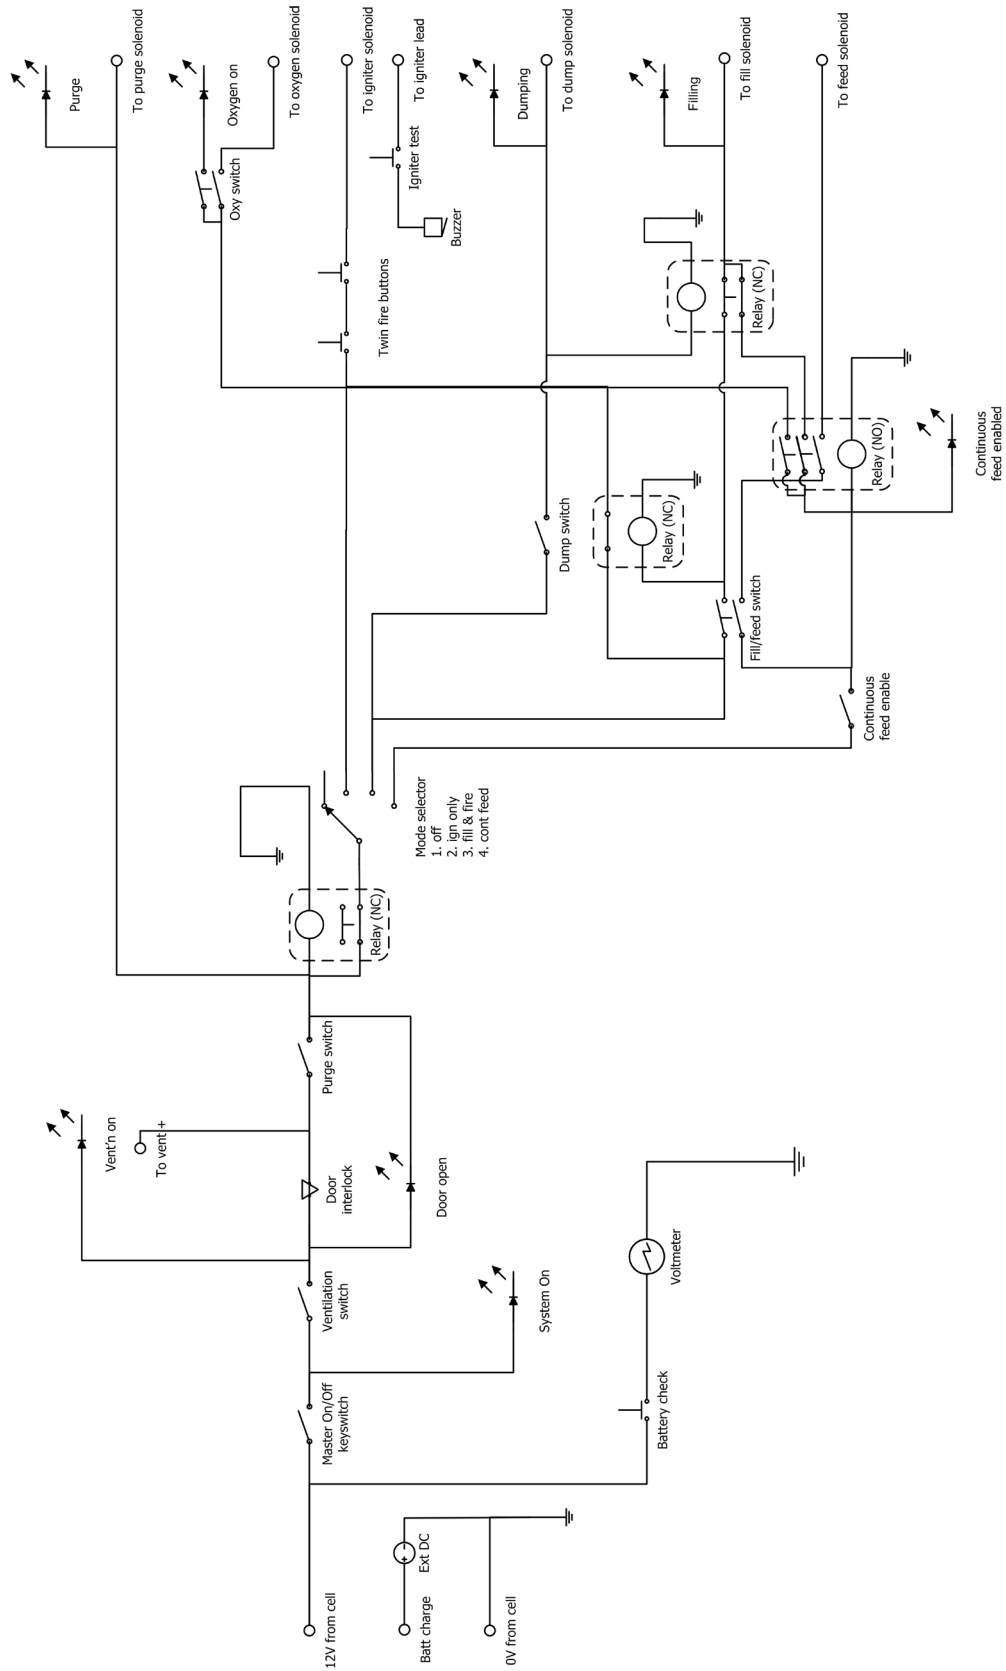 Purge
To purge solenoid
Oxygen on
To oxygen solenoid
To igniter solenoid
To igniter lead
Dumping
To dump solenoid
Filling
To fill solenoid
To feed solenoid
Oxy switch
Igniter test
Buzzer
Twin fire buttons
Relay (NC)
Relay (NO)
Continuous
feed enabled
Dump switch
Relay (NC)
Fill/feed switch
Continuous
feed enable
Mode selector
1. off
2. ign only
3. fill & fire
4. cont feed
Relay (NC)
Purge switch
Vent'n on
To vent +
Door
interlock
Door open
Ventilation
switch
System On
Voltmeter
Master On/Off
keyswitch
Battery check
12V from cell
Batt charge
Ext DC
0V from cell